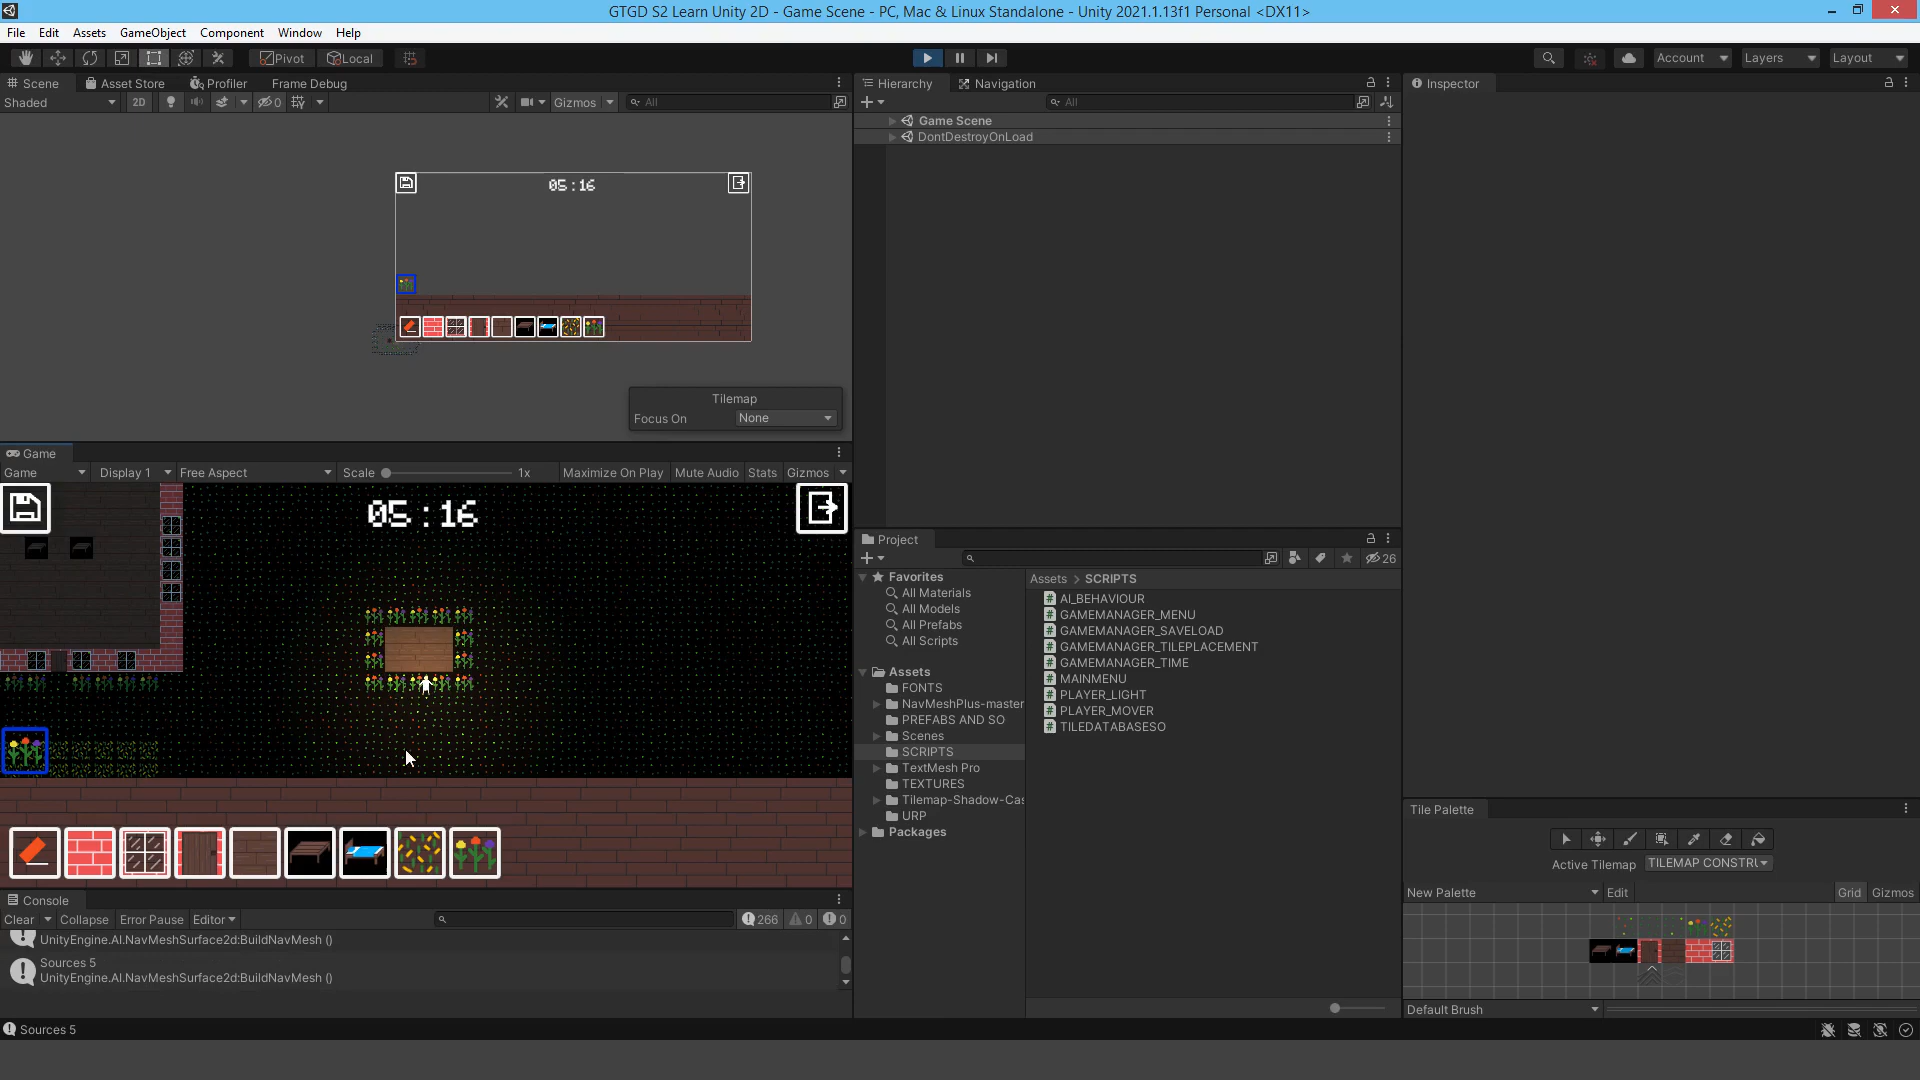 GTGD S2 Learn Unity 2D - Game Scene - PC, Mac & Linux Standalone - Unity 2021.1.13f1 Personal <DX11>
File Edit Assets GameObject Component Window Help
Pivot Local Account Layers Layout
Scene Asset Store Profiler Frame Debug
Shaded 2D 0 Gizmos All
05:16
Tilemap
Focus On None
Game
Game Display 1 Free Aspect Scale 1x Maximize On Play Mute Audio Stats Gizmos
05:16
Console
Clear Collapse Error Pause Editor 266 0 0
UnityEngine.AI.NavMeshSurface2d:BuildNavMesh ()
Sources 5
UnityEngine.AI.NavMeshSurface2d:BuildNavMesh ()
Sources 5
Hierarchy Navigation
All
Game Scene
DontDestroyOnLoad
Project
26
Favorites
All Materials
All Models
All Prefabs
All Scripts
Assets
FONTS
NavMeshPlus-master
PREFABS AND SO
Scenes
SCRIPTS
TextMesh Pro
TEXTURES
Tilemap-Shadow-Cas
URP
Packages
Assets > SCRIPTS
AI_BEHAVIOUR
GAMEMANAGER_MENU
GAMEMANAGER_SAVELOAD
GAMEMANAGER_TILEPLACEMENT
GAMEMANAGER_TIME
MAINMENU
PLAYER_LIGHT
PLAYER_MOVER
TILEDATABASESO
Inspector
Tile Palette
Active Tilemap TILEMAP CONSTRU
New Palette Edit Grid Gizmos
Default Brush